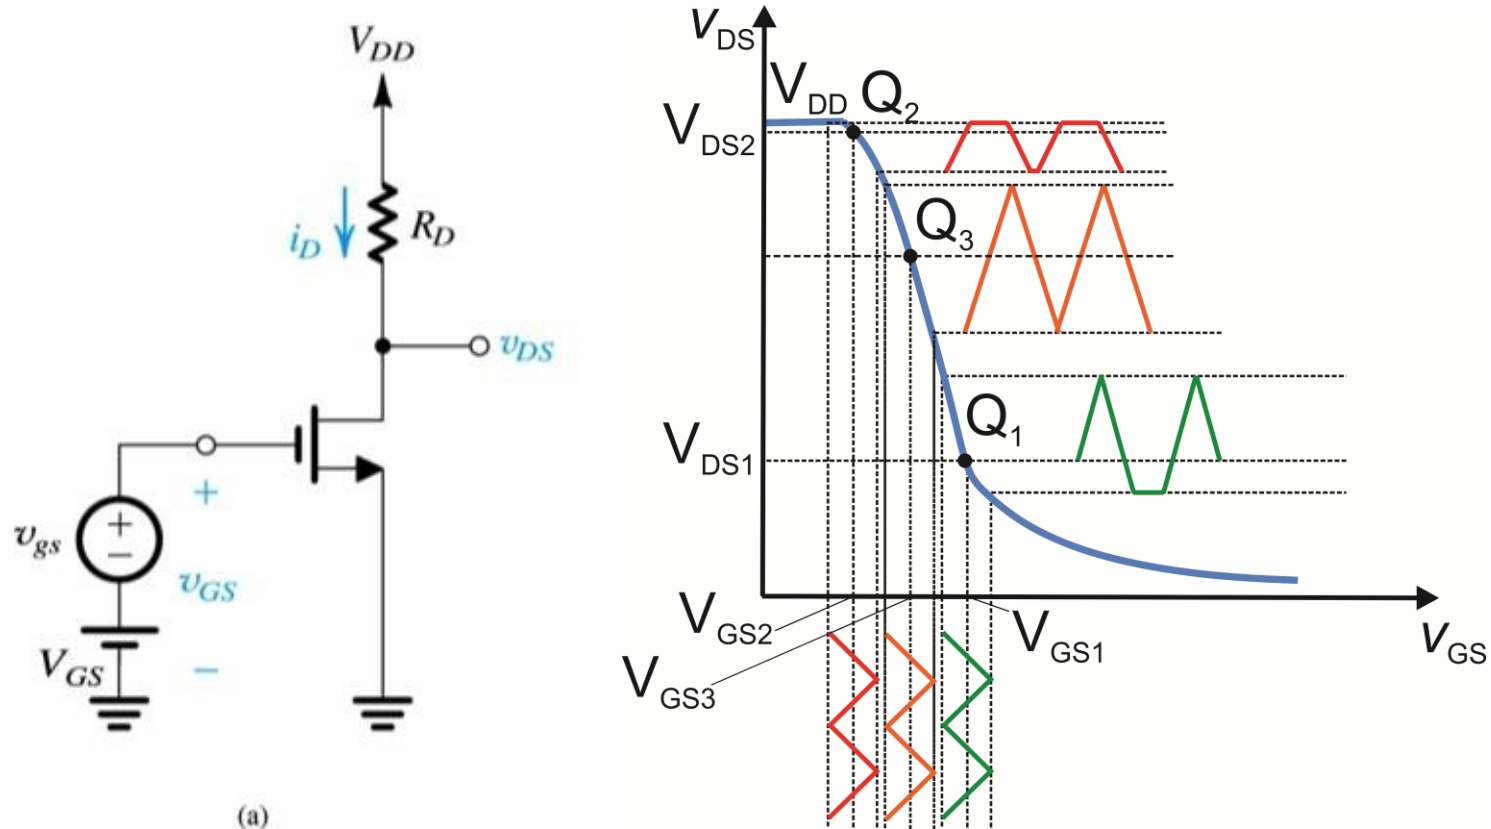 V_DD
i_D
R_D
v_DS
+
+
−
v_gs
v_GS
V_GS
−
(a)
v_DS
V_DD
Q_2
V_DS2
Q_3
Q_1
V_DS1
V_GS2
V_GS1
v_GS
V_GS3